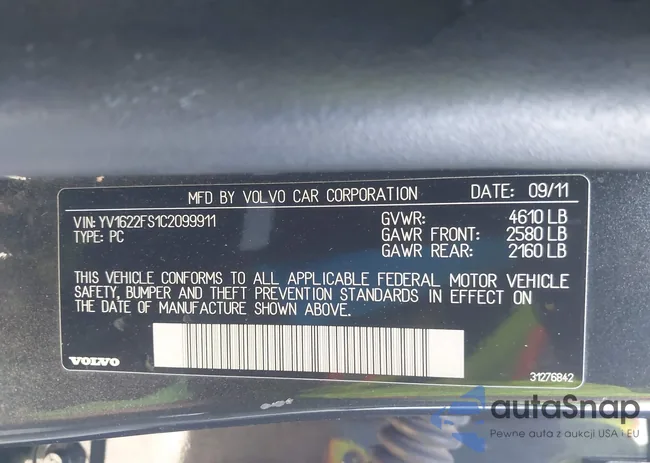 MFD BY VOLVO CAR CORPORATION DATE: 09/11
VIN: YV1622FS1C2099911 GVWR: 4610 LB
TYPE: PC GAWR FRONT: 2580 LB
GAWR REAR: 2160 LB
THIS VEHICLE CONFORMS TO ALL APPLICABLE FEDERAL MOTOR VEHICLE
SAFETY, BUMPER AND THEFT PREVENTION STANDARDS IN EFFECT ON
THE DATE OF MANUFACTURE SHOWN ABOVE.
VOLVO 31276842
autoSnap
Pewne auta z aukcji USA i EU